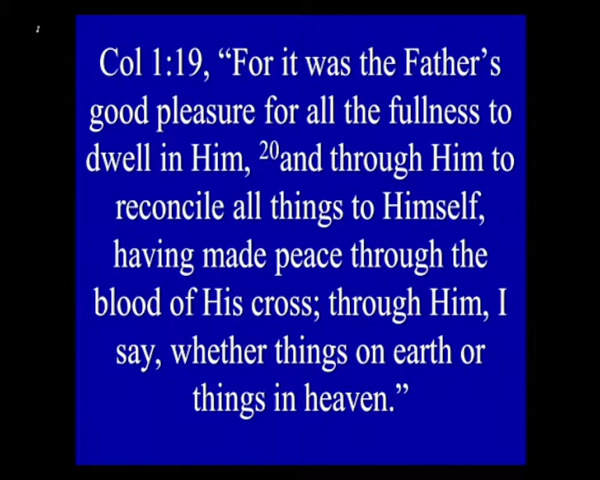 Col 1:19, “For it was the Father’s
good pleasure for all the fullness to
dwell in Him, ²⁰and through Him to
reconcile all things to Himself,
having made peace through the
blood of His cross; through Him, I
say, whether things on earth or
things in heaven.”